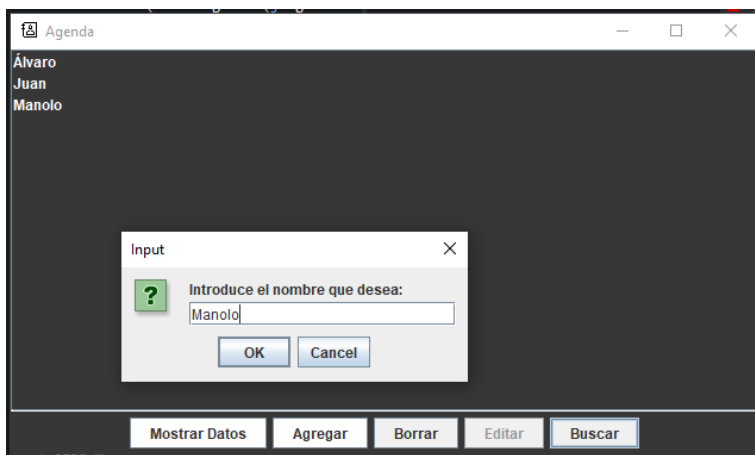 Agenda
Álvaro
Juan
Manolo
Input
?
Introduce el nombre que desea:
Manolo
OK Cancel
Mostrar Datos Agregar Borrar Editar Buscar